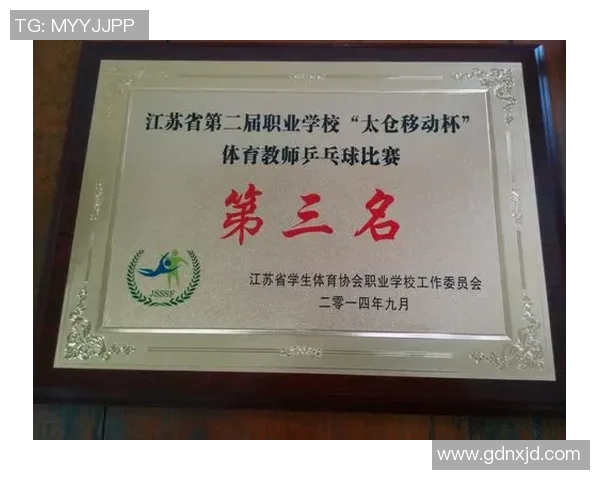 TG: MYYJJPP
江苏省第二届职业学校“太仓移动杯”
体育教师乒乓球比赛
第三名
JSSSF
江苏省学生体育协会职业学校工作委员会
二零一四年九月
www.gdnxjd.com